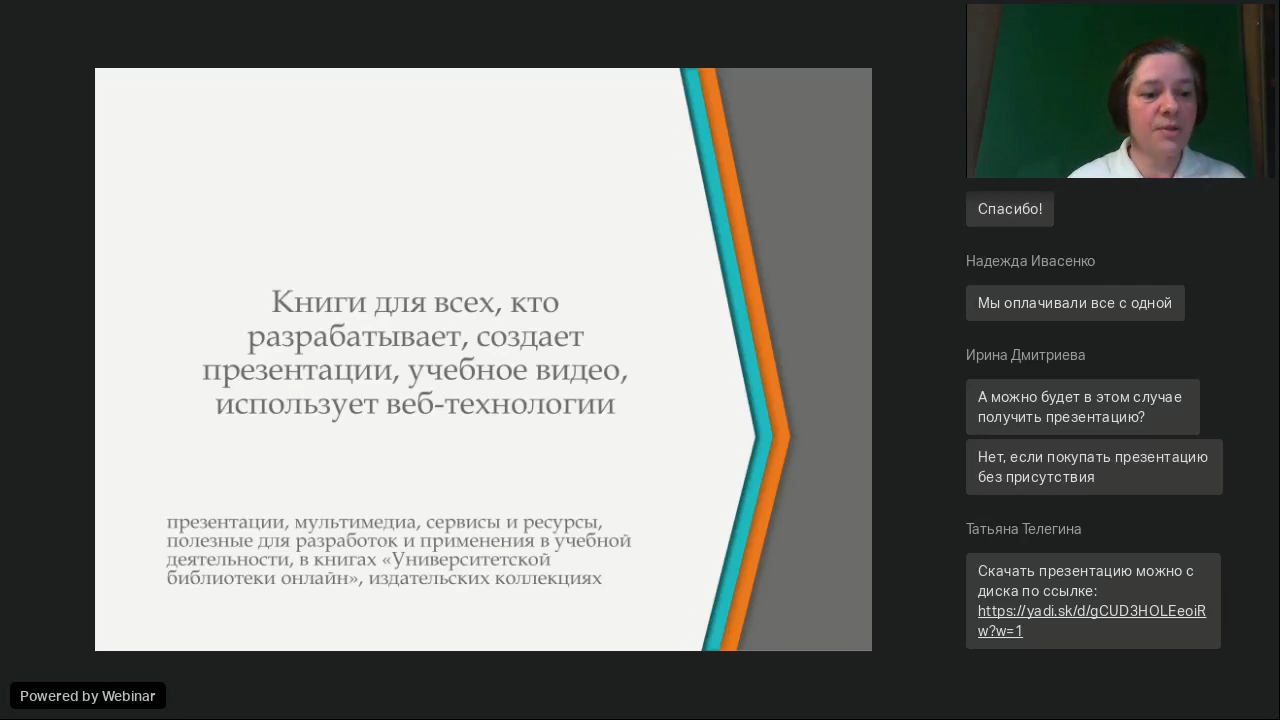 Книги для всех, кто
разрабатывает, создает
презентации, учебное видео,
использует веб-технологии
презентации, мультимедиа, сервисы и ресурсы,
полезные для разработок и применения в учебной
деятельности, в книгах «Университетской
библиотеки онлайн», издательских коллекциях
Спасибо!
Надежда Ивасенко
Мы оплачивали все с одной
Ирина Дмитриева
А можно будет в этом случае
получить презентацию?
Нет, если покупать презентацию
без присутствия
Татьяна Телегина
Скачать презентацию можно с
диска по ссылке:
https://yadi.sk/d/gCUD3HOLEeoiR
w?w=1
Powered by Webinar